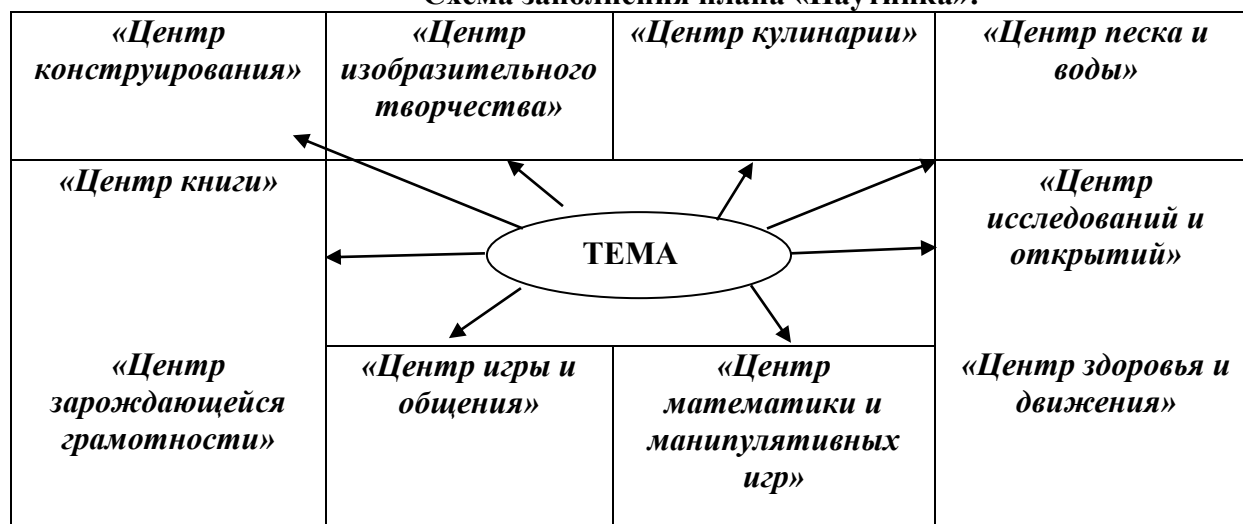 Схема заполнения плана «Паутинка».
«Центр
конструирования»
«Центр
изобразительного
творчества»
«Центр кулинарии»
«Центр песка и
воды»
«Центр книги»
ТЕМА
«Центр
исследований и
открытий»
«Центр
зарождающейся
грамотности»
«Центр игры и
общения»
«Центр
математики и
манипулятивных
игр»
«Центр здоровья и
движения»